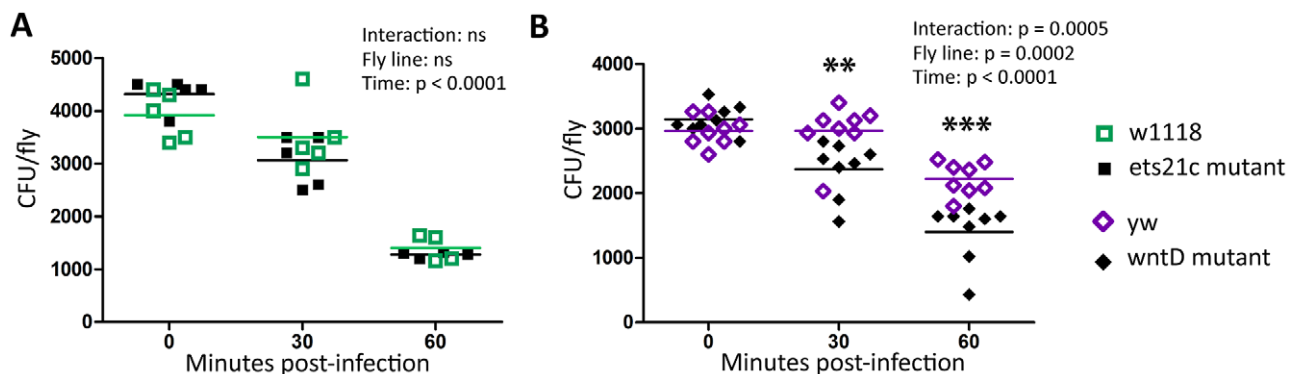 A
Interaction: ns
Fly line: ns
Time: p < 0.0001
CFU/fly
5000
4000
3000
2000
1000
0
0 30 60
Minutes post-infection
B
Interaction: p = 0.0005
Fly line: p = 0.0002
Time: p < 0.0001
CFU/fly
4000
3000
2000
1000
0
**
***
0 30 60
Minutes post-infection
w1118
ets21c mutant
yw
wntD mutant